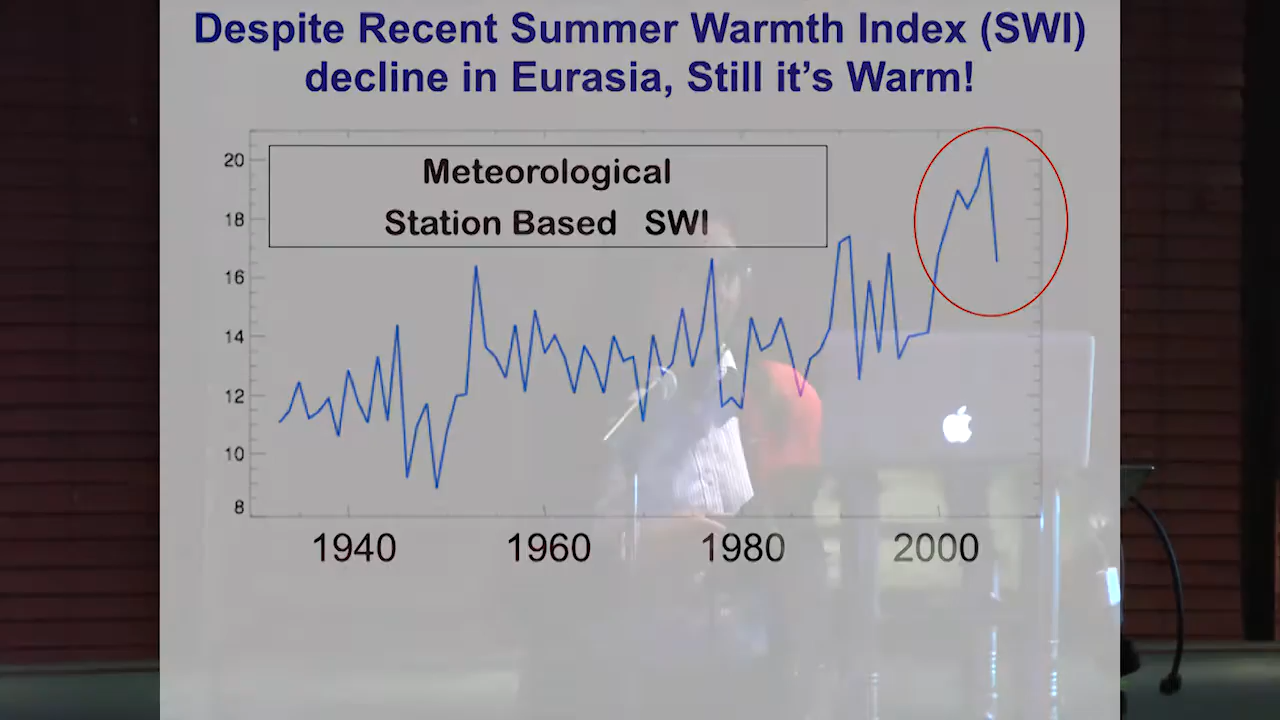 Despite Recent Summer Warmth Index (SWI)
decline in Eurasia, Still it's Warm!
Meteorological
Station Based SWI
20
18
16
14
12
10
8
1940 1960 1980 2000